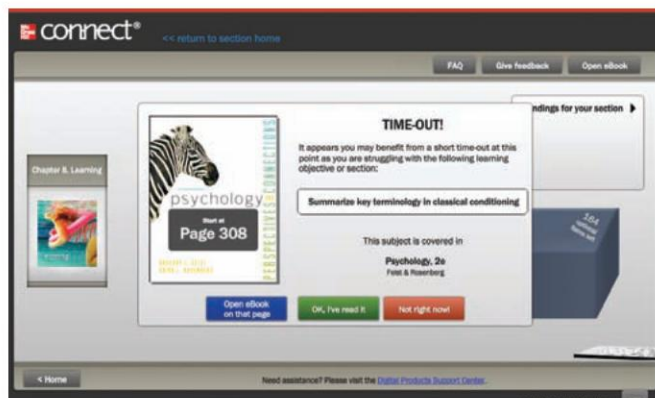 connect®
<< return to section home
FAQ
Give feedback
Open eBook
ndings for your section
TIME-OUT!
It appears you may benefit from a short time-out at this
point as you are struggling with the following learning
objective or section:
Chapter 8. Learning
psychology
PERSPECTIVES
CONNECTIONS
Start at
Page 308
Summarize key terminology in classical conditioning
This subject is covered in
Psychology, 2e
Feist & Rosenberg
184
Open eBook
on that page
OK, I've read it
Not right now!
< Home
Need assistance? Please visit the Digital Products Support Center.